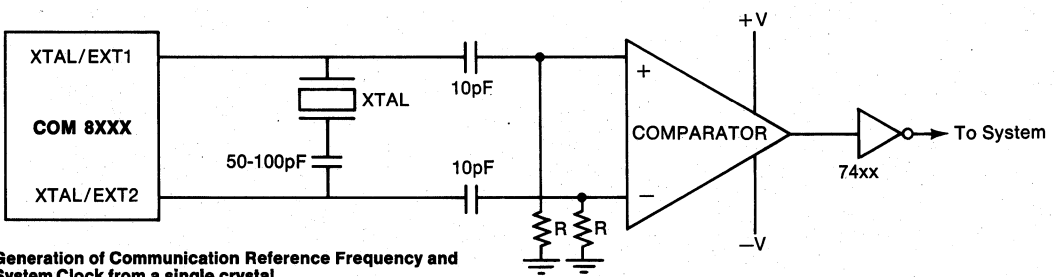 XTAL/EXT1
COM 8XXX
XTAL/EXT2
XTAL
50-100pF
10pF
10pF
+
−
COMPARATOR
+V
−V
R
R
74xx
To System
Generation of Communication Reference Frequency and
System Clock from a single crystal